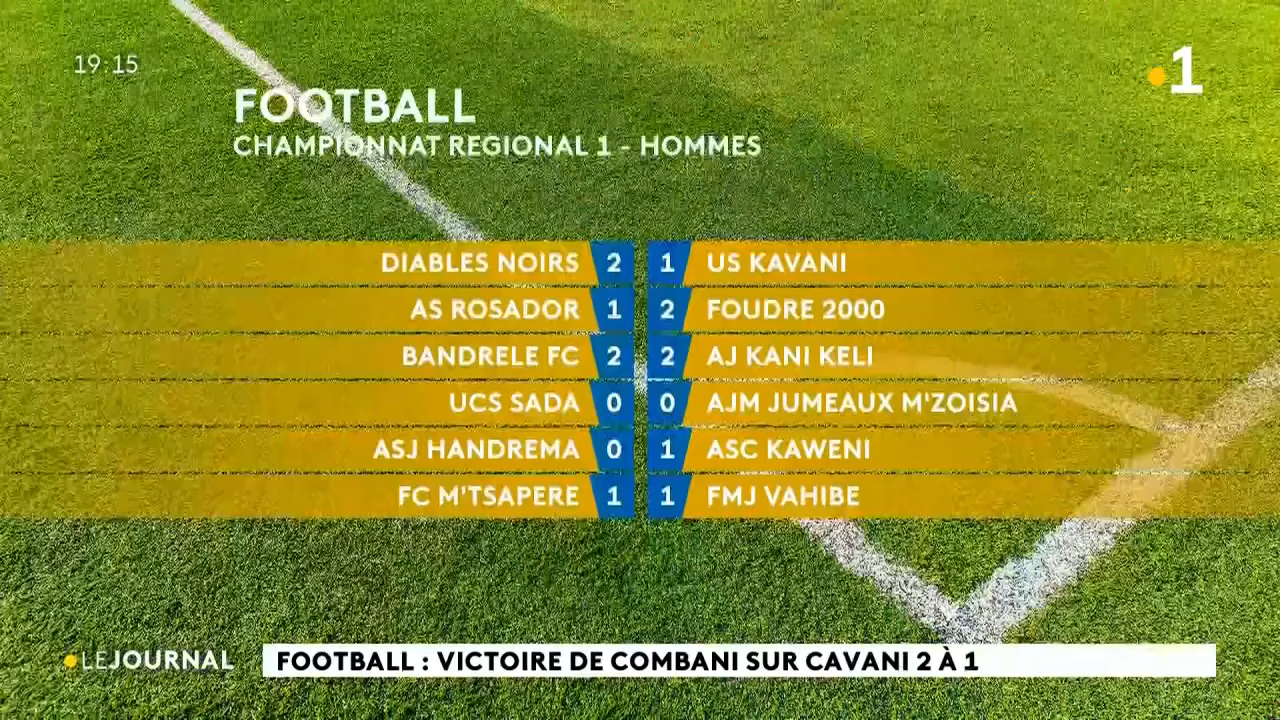 19:15
1
FOOTBALL
CHAMPIONNAT REGIONAL 1 - HOMMES
DIABLES NOIRS 2 1 US KAVANI
AS ROSADOR 1 2 FOUDRE 2000
BANDRELE FC 2 2 AJ KANI KELI
UCS SADA 0 0 AJM JUMEAUX M'ZOISIA
ASJ HANDREMA 0 1 ASC KAWENI
FC M'TSAPERE 1 1 FMJ VAHIBE
LEJOURNAL FOOTBALL : VICTOIRE DE COMBANI SUR CAVANI 2 À 1